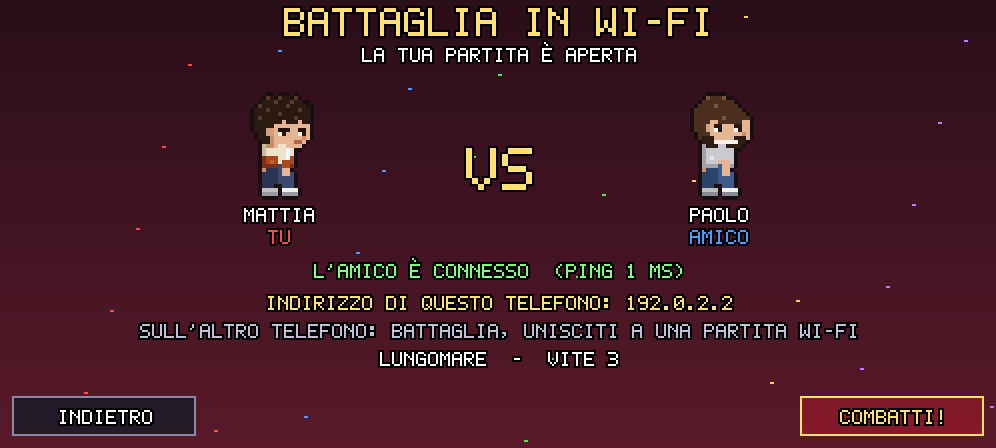 BATTAGLIA IN WI-FI
LA TUA PARTITA È APERTA
VS
MATTIA
TU
PAOLO
AMICO
L'AMICO È CONNESSO (PING 1 MS)
INDIRIZZO DI QUESTO TELEFONO: 192.0.2.2
SULL'ALTRO TELEFONO: BATTAGLIA, UNISCITI A UNA PARTITA WI-FI
LUNGOMARE - VITE 3
INDIETRO
COMBATTI!